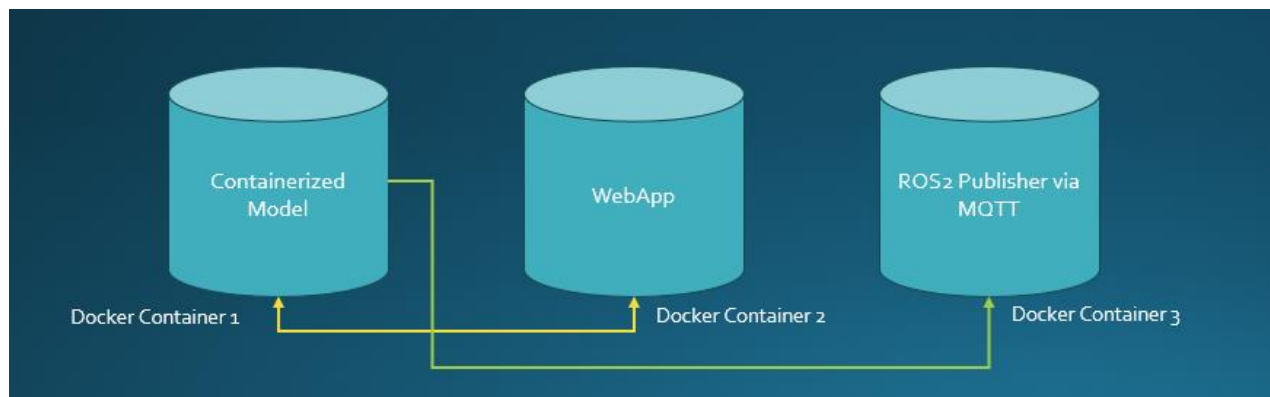 Containerized
Model
WebApp
ROS2 Publisher via
MQTT
Docker Container 1
Docker Container 2
Docker Container 3